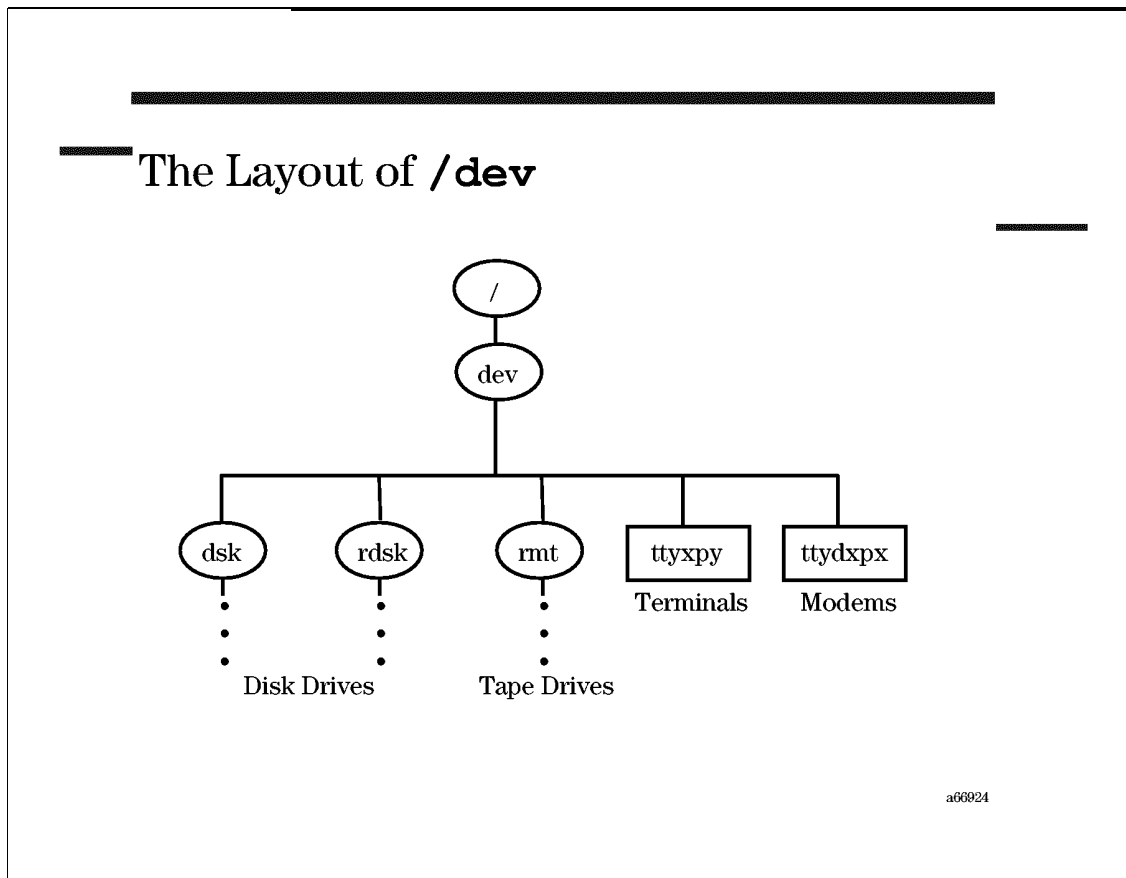 The Layout of /dev
/
dev
dsk
rdsk
rmt
ttyxpy
ttydxpx
Terminals
Modems
Disk Drives
Tape Drives
a66924